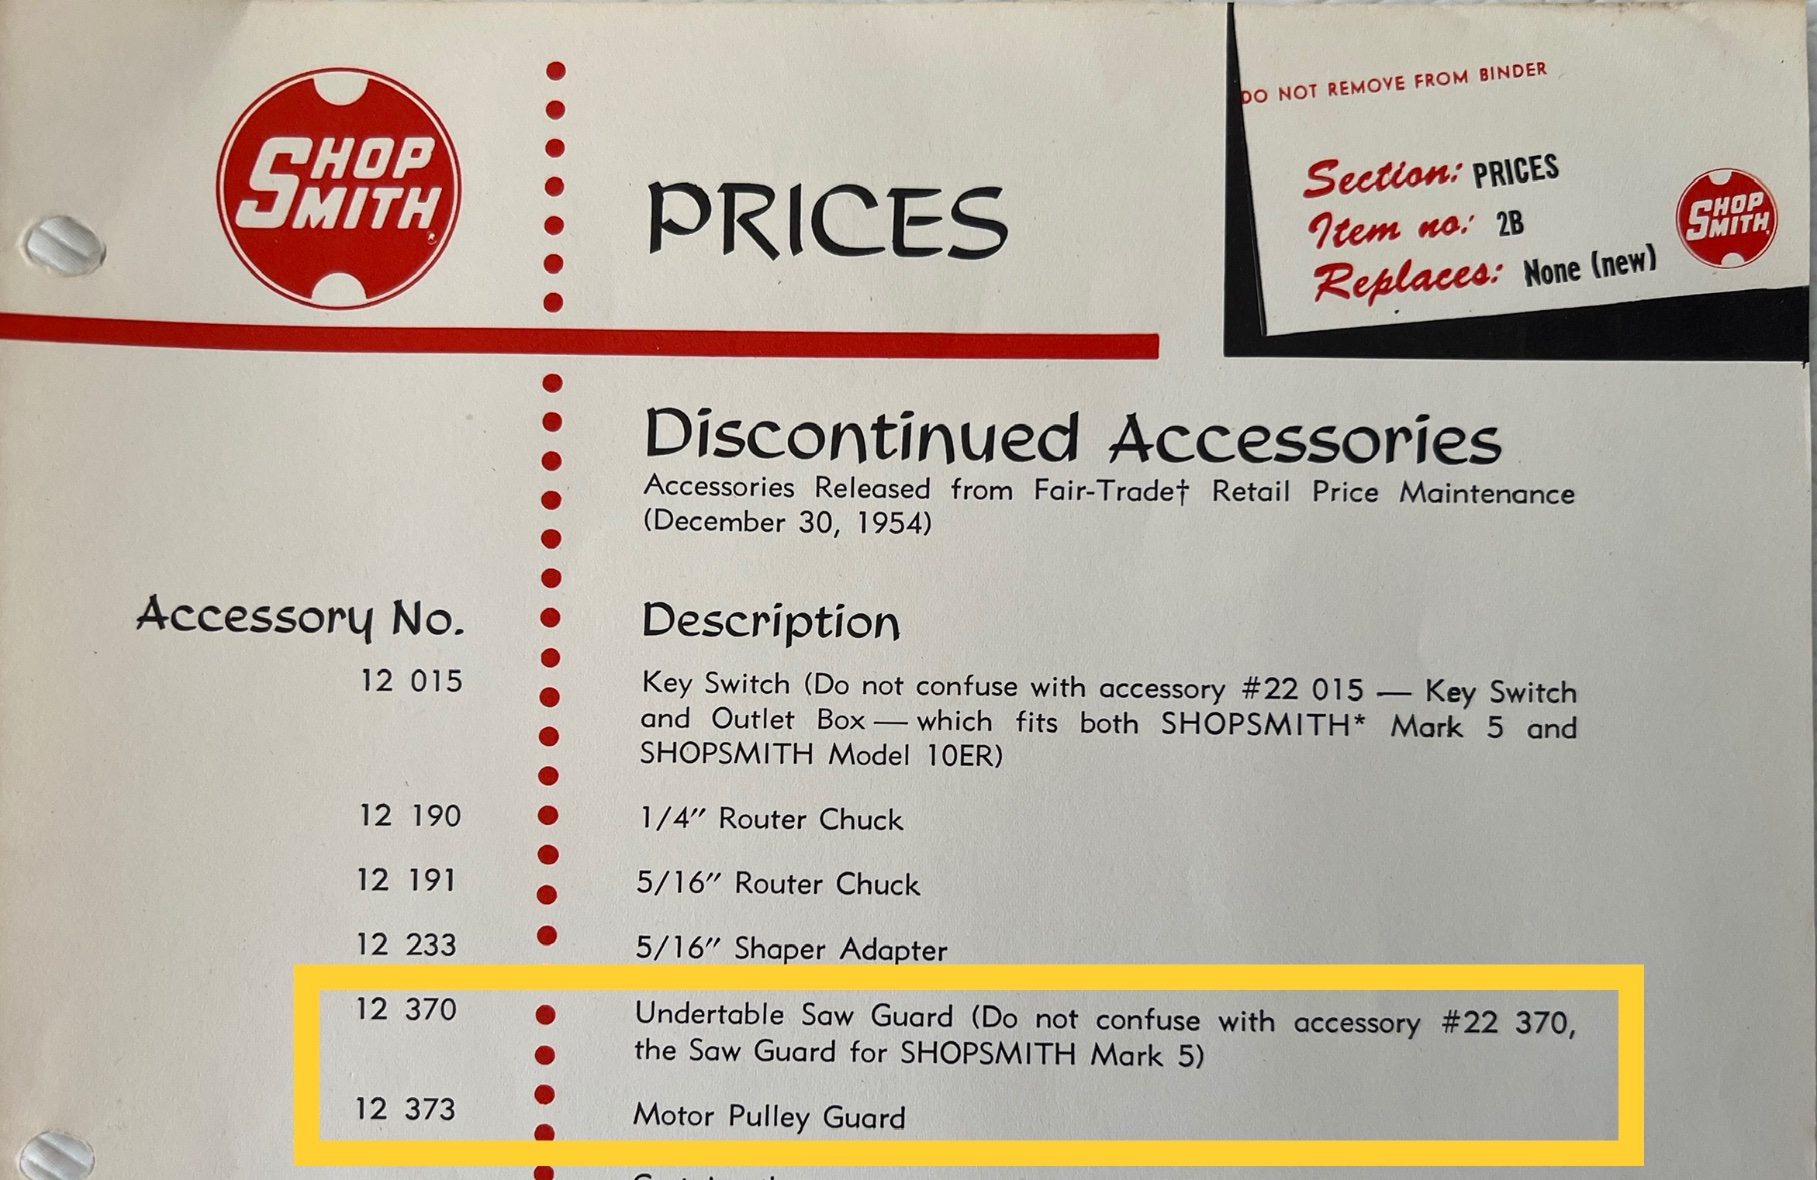 SHOP
SMITH
PRICES
DO NOT REMOVE FROM BINDER
Section: PRICES
Item no: 2B
Replaces: None (new)
SHOP
SMITH
Discontinued Accessories
Accessories Released from Fair-Trade† Retail Price Maintenance
(December 30, 1954)
Accessory No. Description
12 015 Key Switch (Do not confuse with accessory #22 015 — Key Switch
and Outlet Box — which fits both SHOPSMITH* Mark 5 and
SHOPSMITH Model 10ER)
12 190 1/4″ Router Chuck
12 191 5/16″ Router Chuck
12 233 5/16″ Shaper Adapter
12 370 Undertable Saw Guard (Do not confuse with accessory #22 370,
the Saw Guard for SHOPSMITH Mark 5)
12 373 Motor Pulley Guard